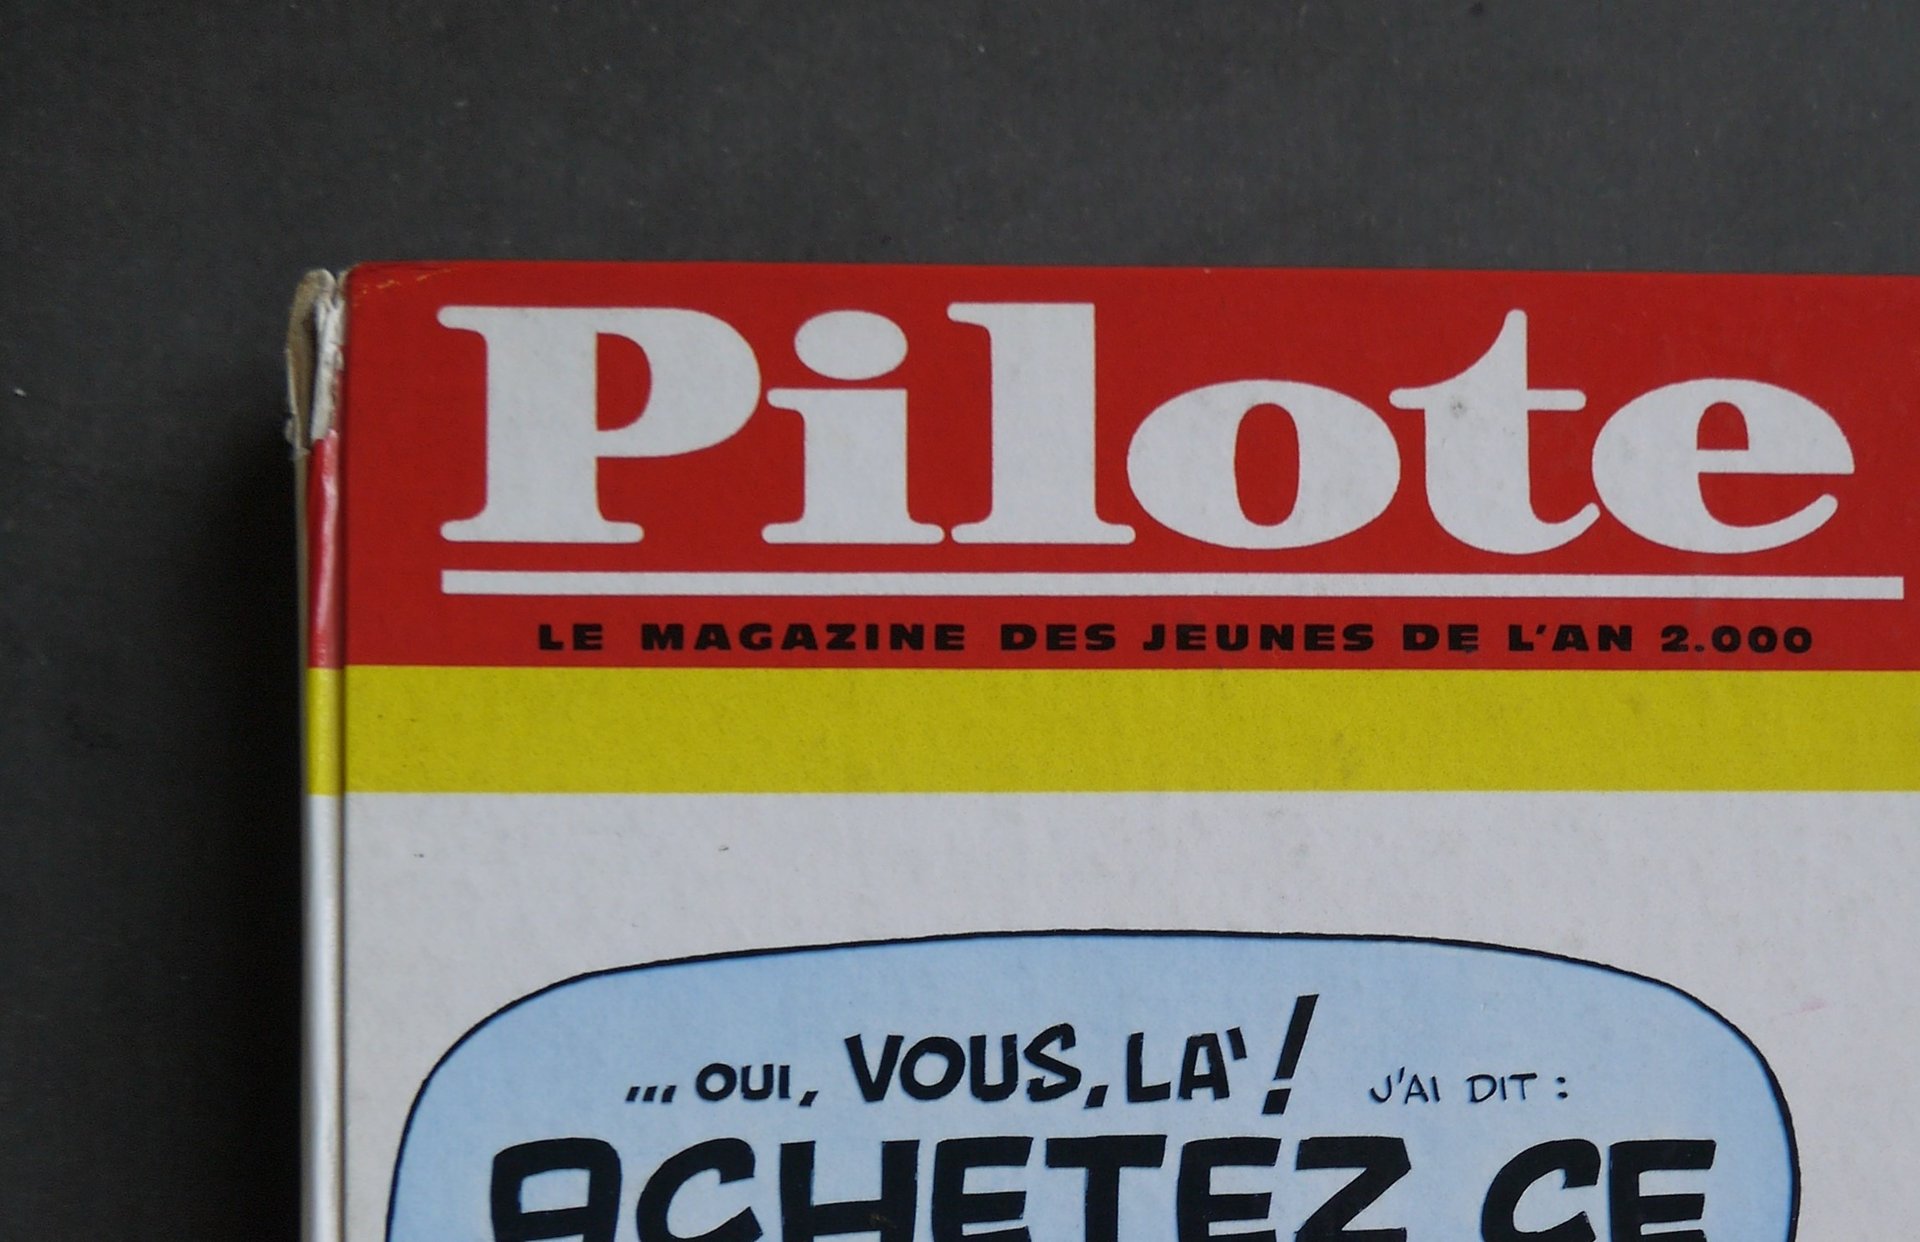 Pilote
LE MAGAZINE DES JEUNES DE L'AN 2.000
... OUI, VOUS, LA'! J'AI DIT :
ACHETEZ CE